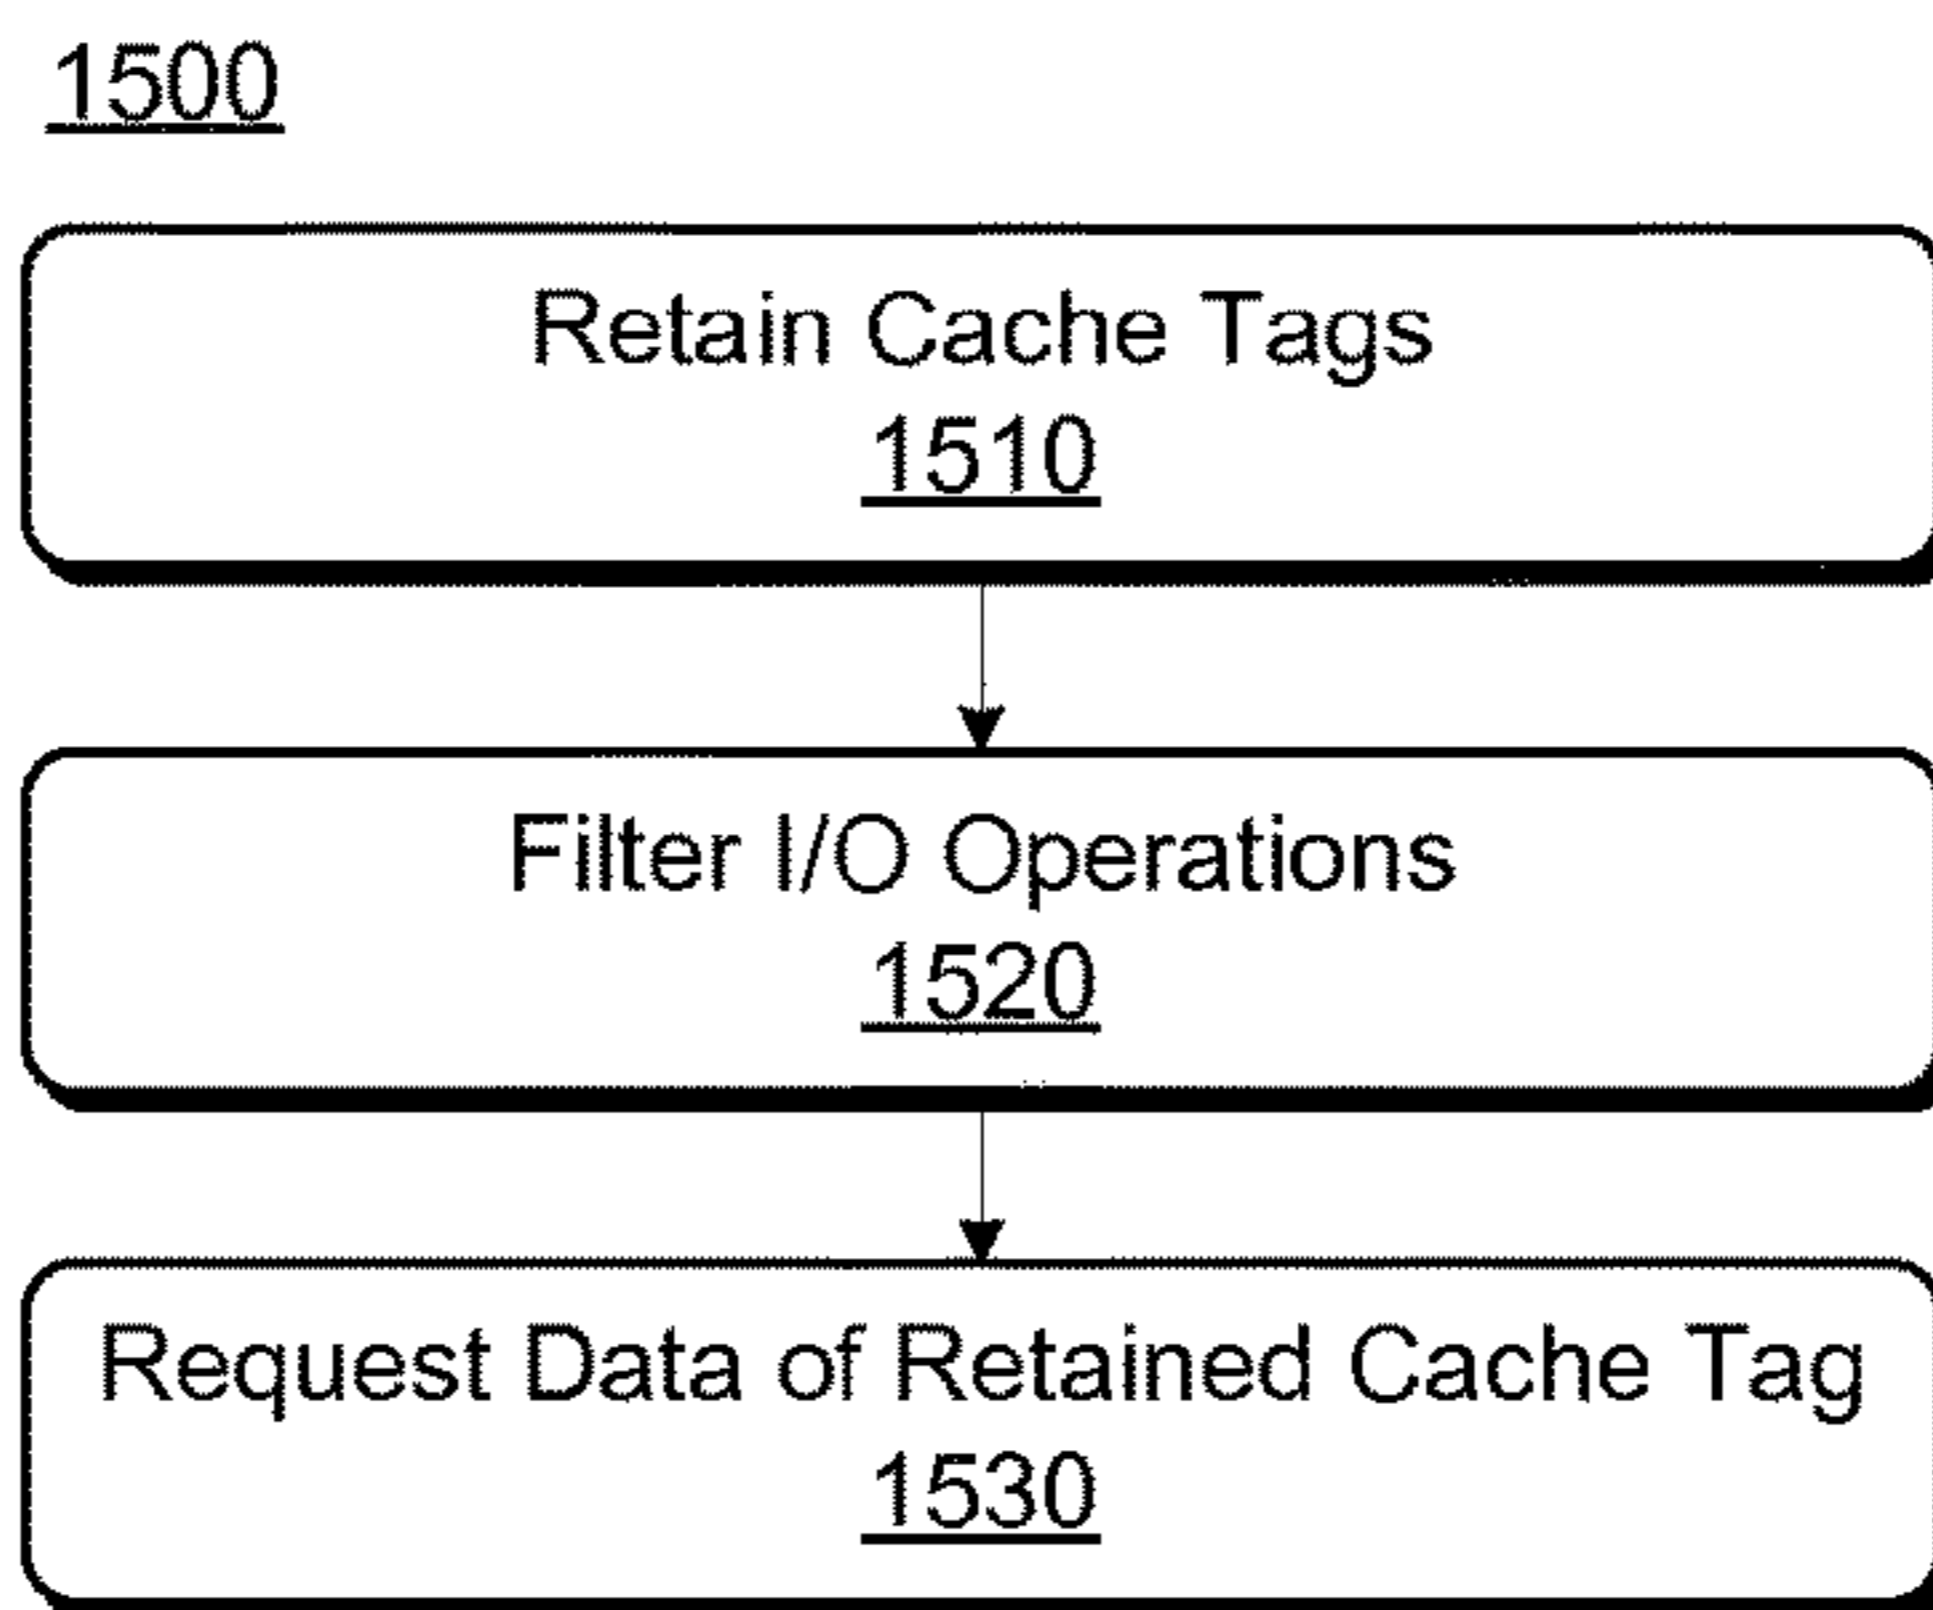 1500
Retain Cache Tags
1510
Filter I/O Operations
1520
Request Data of Retained Cache Tag
1530